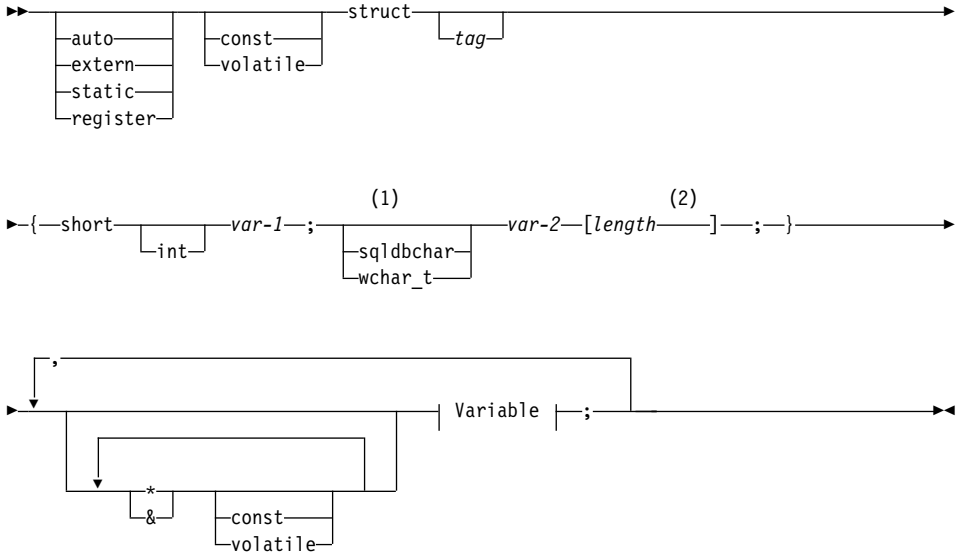 struct
auto
const
tag
extern
volatile
static
register
(1) (2)
{ short var-1 ; var-2 [length ] ; }
int
sqldbchar
wchar_t
,
Variable ;
*
& const
volatile